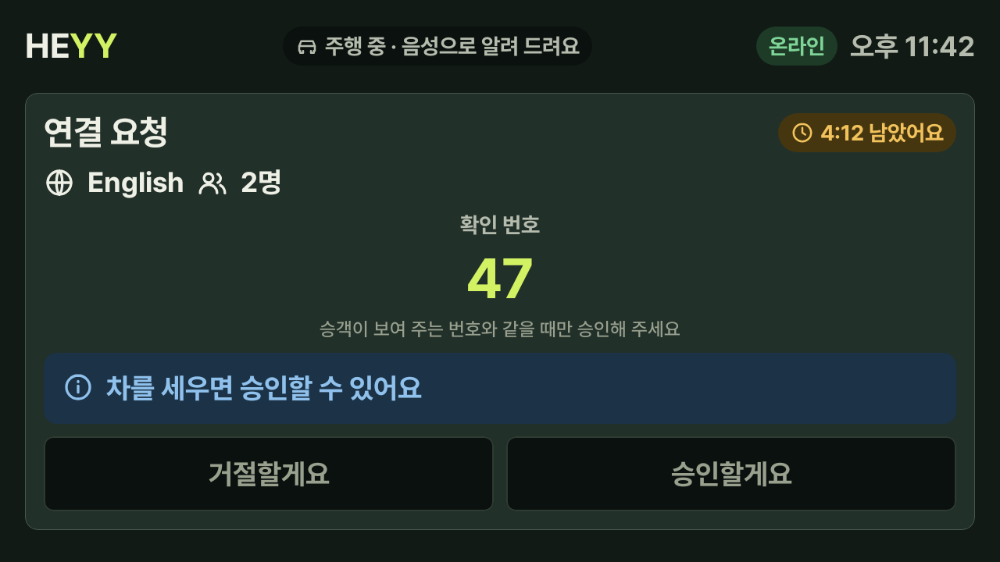 HEYY
주행 중 · 음성으로 알려 드려요
온라인
오후 11:42
연결 요청
4:12 남았어요
English 2명
확인 번호
47
승객이 보여 주는 번호와 같을 때만 승인해 주세요
차를 세우면 승인할 수 있어요
거절할게요
승인할게요